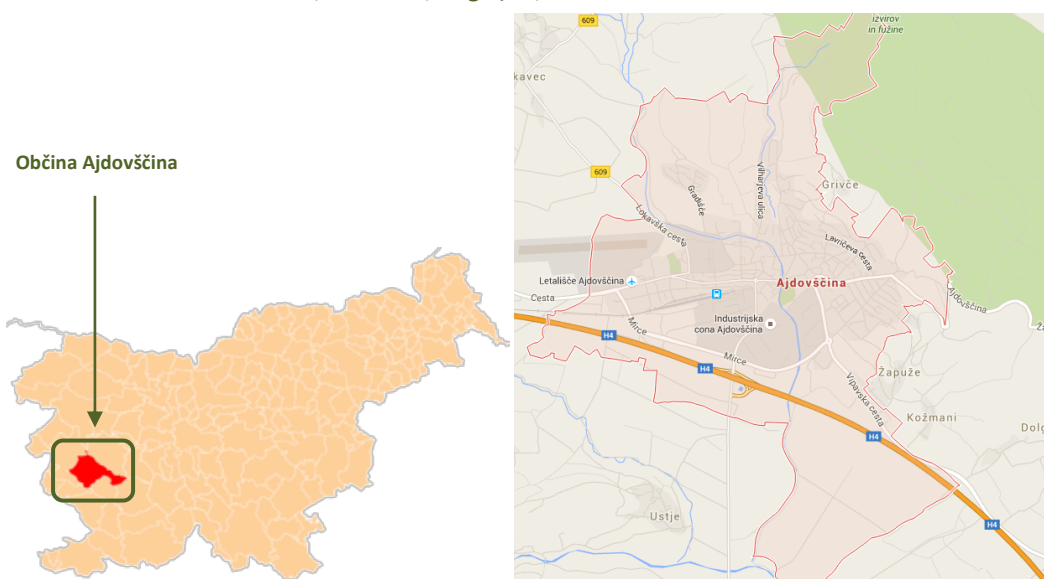 Občina Ajdovščina
609
izvirov
in fužine
kavec
609
Grivče
Vilharjeva ulica
Gradišče
Lokavška cesta
Lavričeva cesta
Letališče Ajdovščina
Ajdovščina
Cesta
Ajdovščina
Industrijska
cona Ajdovščina
Mirce
H4
Mirce
H4
Žapuže
Vipavska cesta
Kožmani
Dolg
H4
Ustje
H4